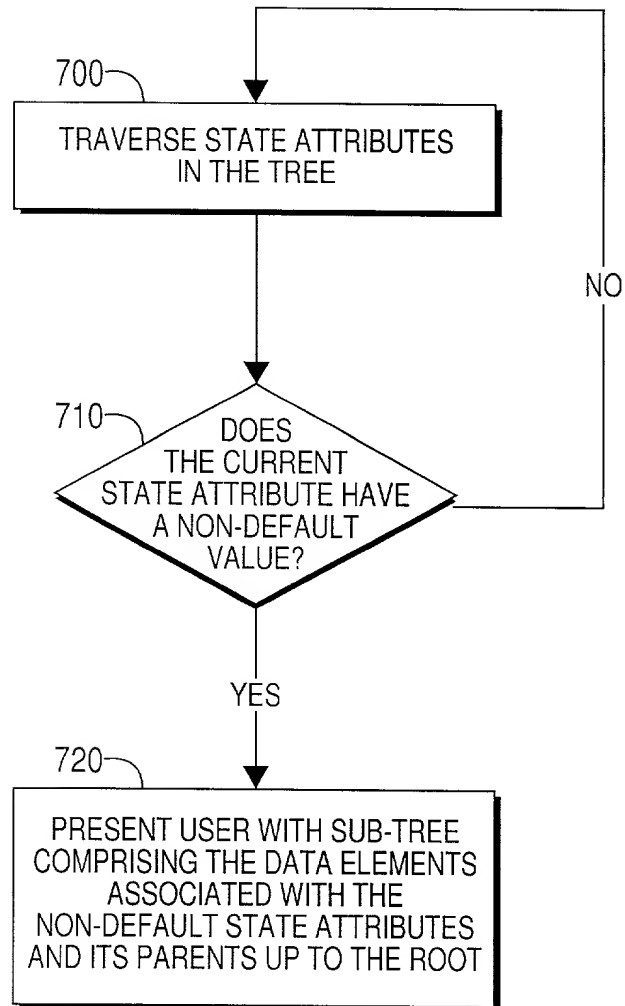 700
TRAVERSE STATE ATTRIBUTES
IN THE TREE
NO
710
DOES
THE CURRENT
STATE ATTRIBUTE HAVE
A NON-DEFAULT
VALUE?
YES
720
PRESENT USER WITH SUB-TREE
COMPRISING THE DATA ELEMENTS
ASSOCIATED WITH THE
NON-DEFAULT STATE ATTRIBUTES
AND ITS PARENTS UP TO THE ROOT